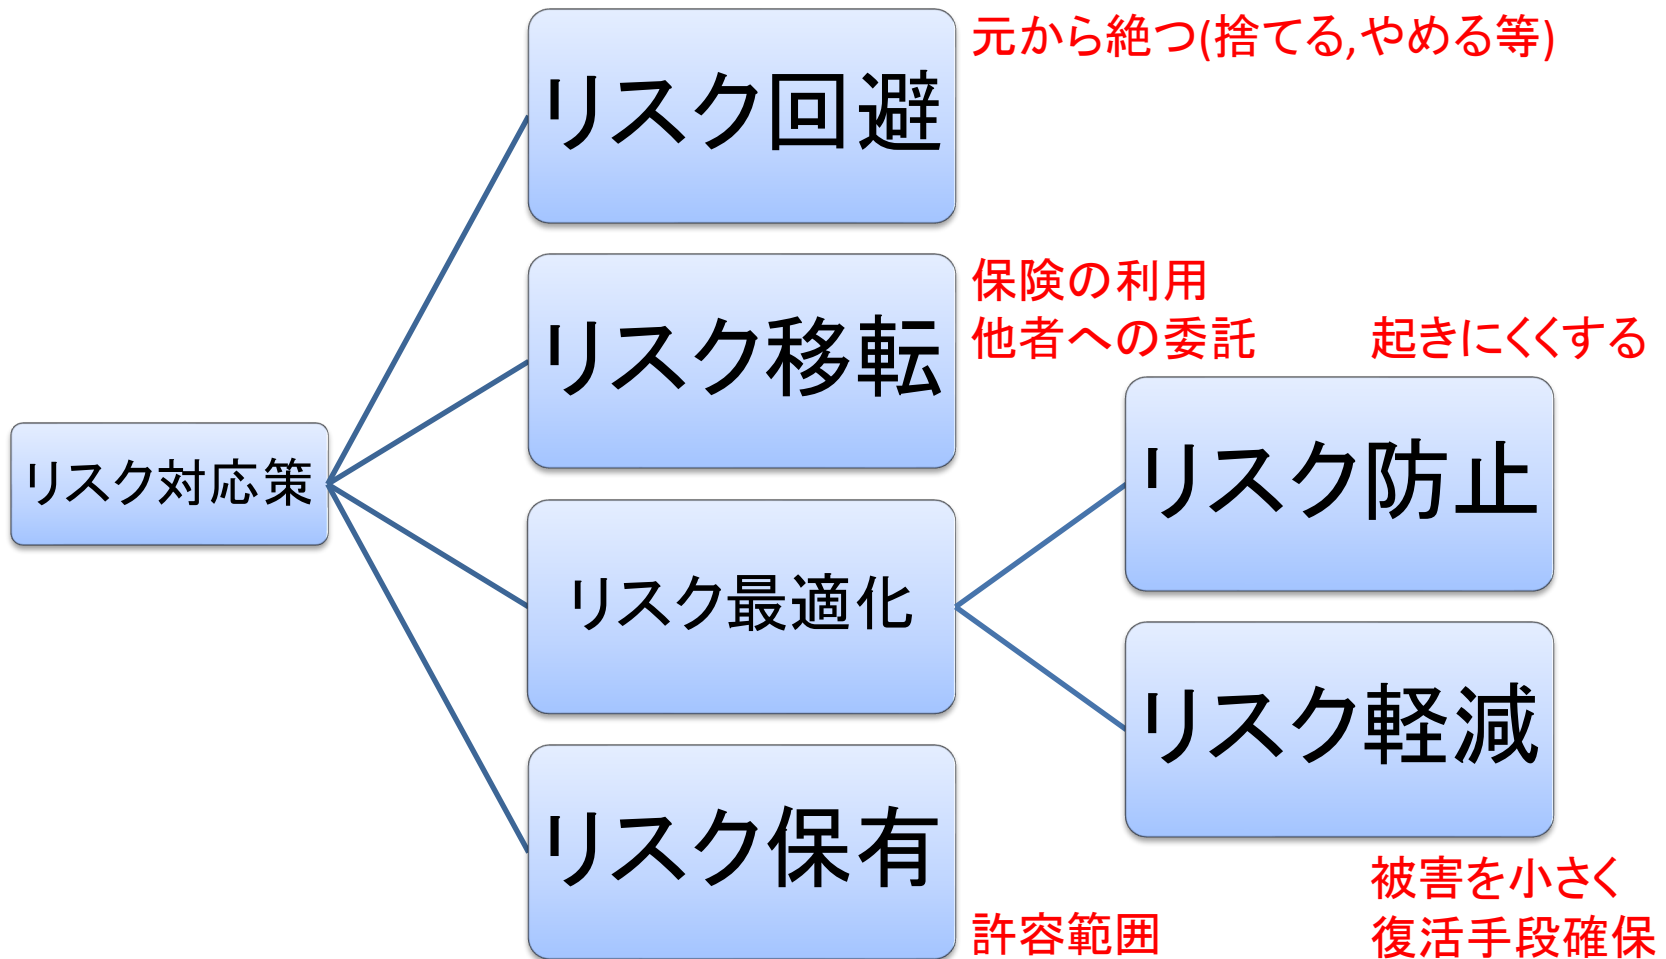 元から絶つ(捨てる,やめる等)
リスク回避
保険の利用
他者への委託
起きにくくする
リスク移転
リスク防止
リスク対応策
リスク最適化
リスク軽減
リスク保有
被害を小さく
許容範囲
復活手段確保